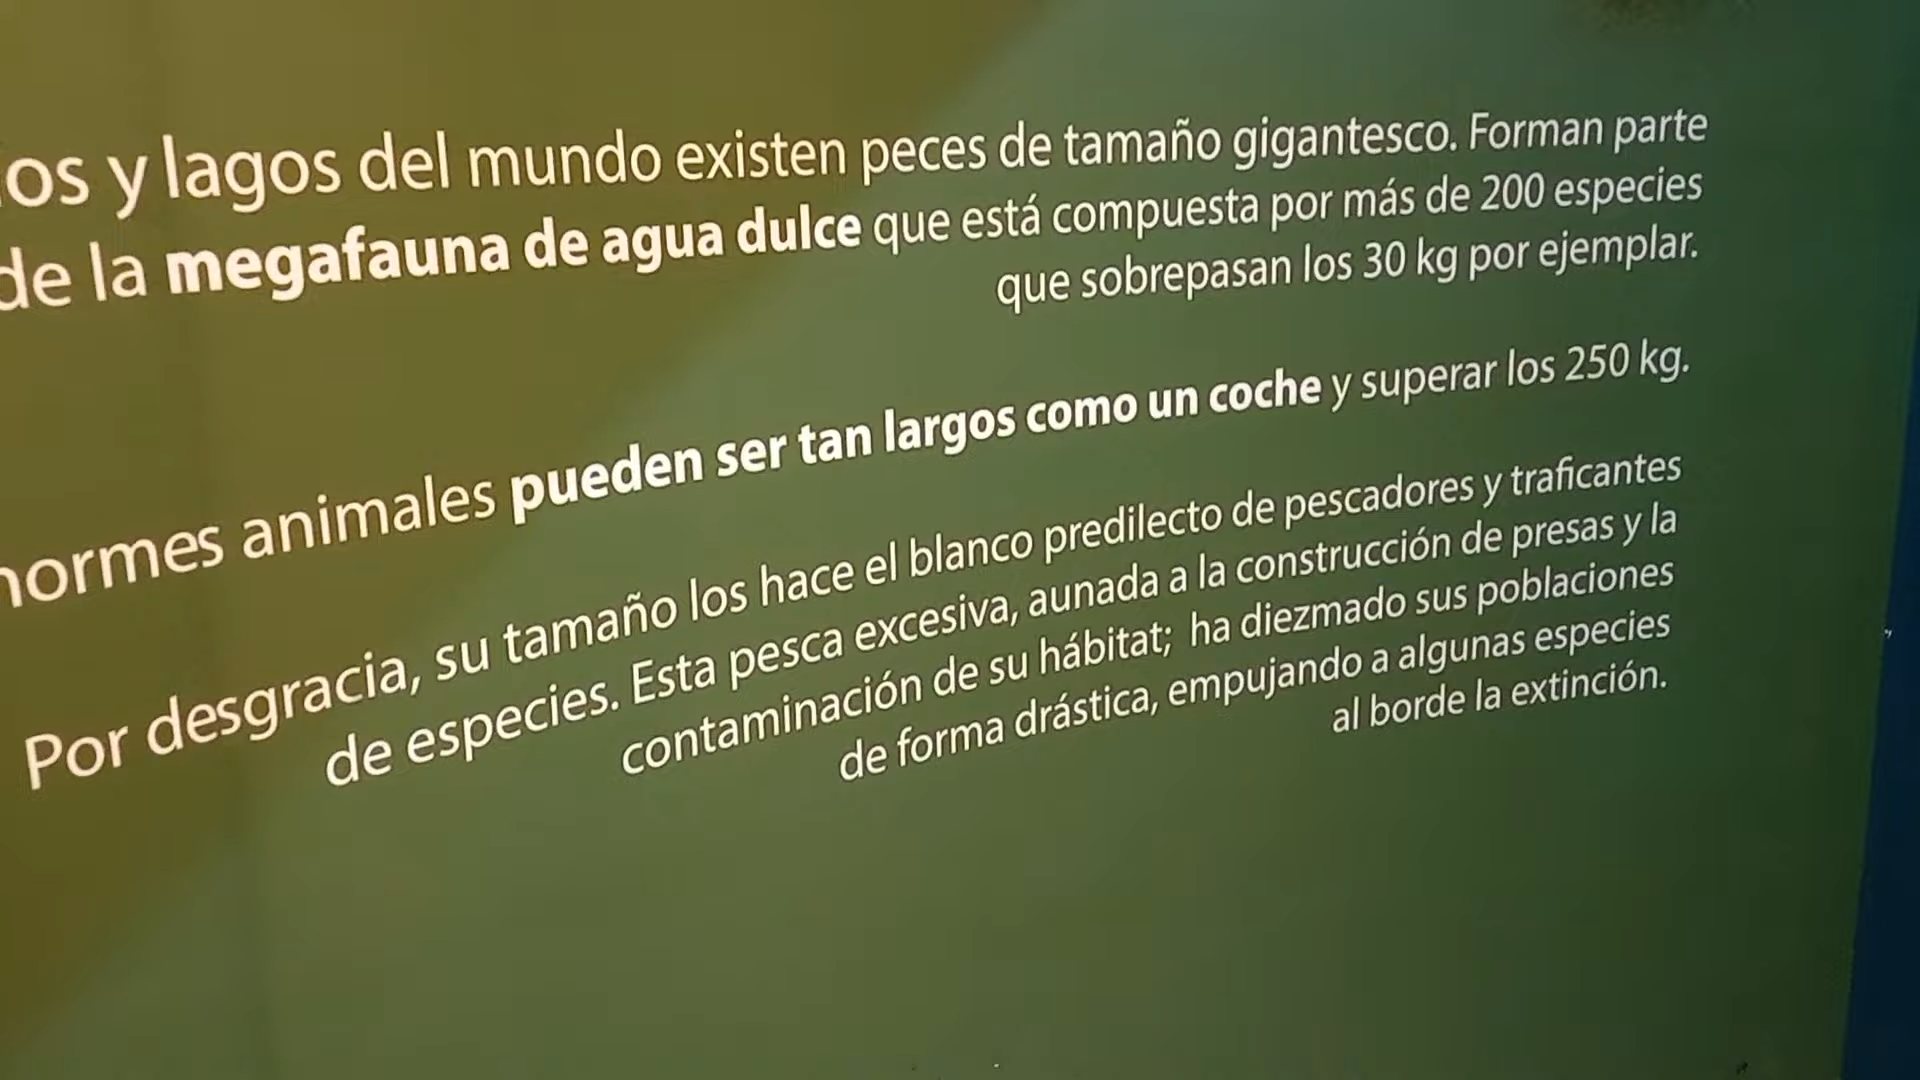 os y lagos del mundo existen peces de tamaño gigantesco. Forman parte
de la megafauna de agua dulce que está compuesta por más de 200 especies
que sobrepasan los 30 kg por ejemplar.
normes animales pueden ser tan largos como un coche y superar los 250 kg.
Por desgracia, su tamaño los hace el blanco predilecto de pescadores y traficantes
de especies. Esta pesca excesiva, aunada a la construcción de presas y la
contaminación de su hábitat; ha diezmado sus poblaciones
de forma drástica, empujando a algunas especies
al borde la extinción.